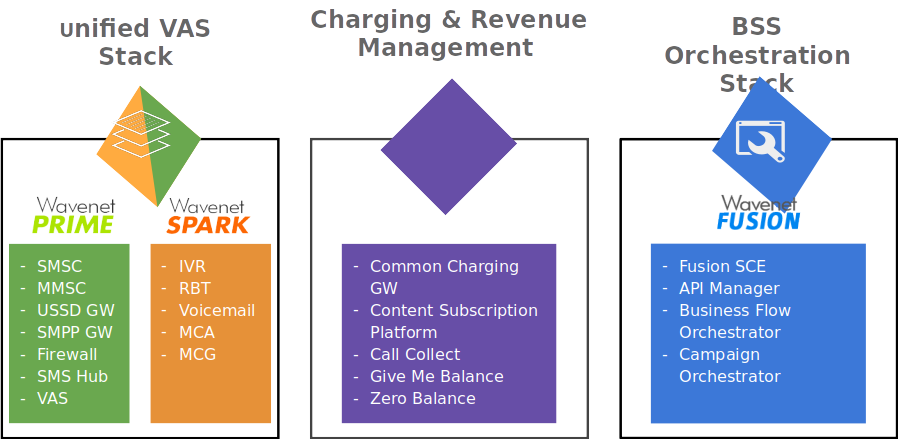 unified VAS
Stack
Wavenet
PRIME
Wavenet
SPARK
- SMSC
- MMSC
- USSD GW
- SMPP GW
- Firewall
- SMS Hub
- VAS
- IVR
- RBT
- Voicemail
- MCA
- MCG
Charging & Revenue
Management
- Common Charging
GW
- Content Subscription
Platform
- Call Collect
- Give Me Balance
- Zero Balance
BSS
Orchestration
Stack
Wavenet
FUSION
- Fusion SCE
- API Manager
- Business Flow
Orchestrator
- Campaign
Orchestrator